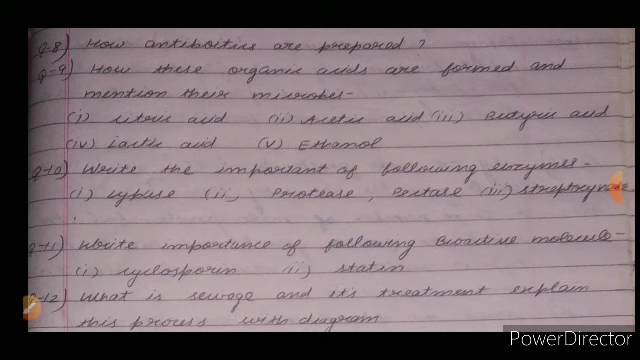 Q-8) How antibiotics are prepared ?
Q-9) How these organic acids are formed and
mention their microbes-
(i) citric acid (ii) Acetic acid (iii) Butyric acid
(iv) Lactic acid (v) Ethanol
Q-10) Write the important of following enzymes-
(i) lypase (ii, Protease, Pectase (iii) streptokynase
Q-11) Write importance of following Bioactive molecule-
(i) cyclosporin (ii) statin
Q-12) What is sewage and it's treatment explain
this process with diagram
PowerDirector